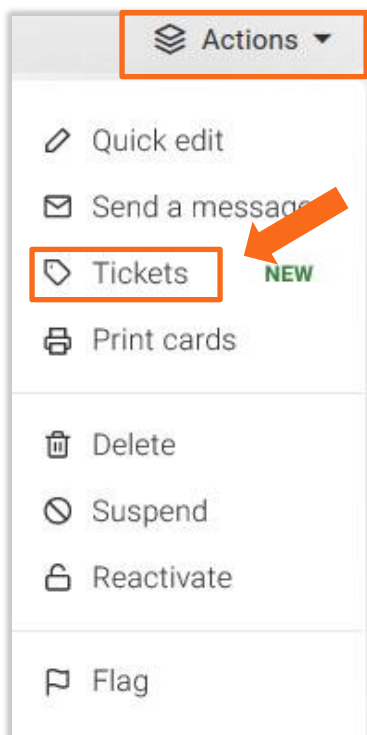 Actions
Quick edit
Send a message
Tickets NEW
Print cards
Delete
Suspend
Reactivate
Flag